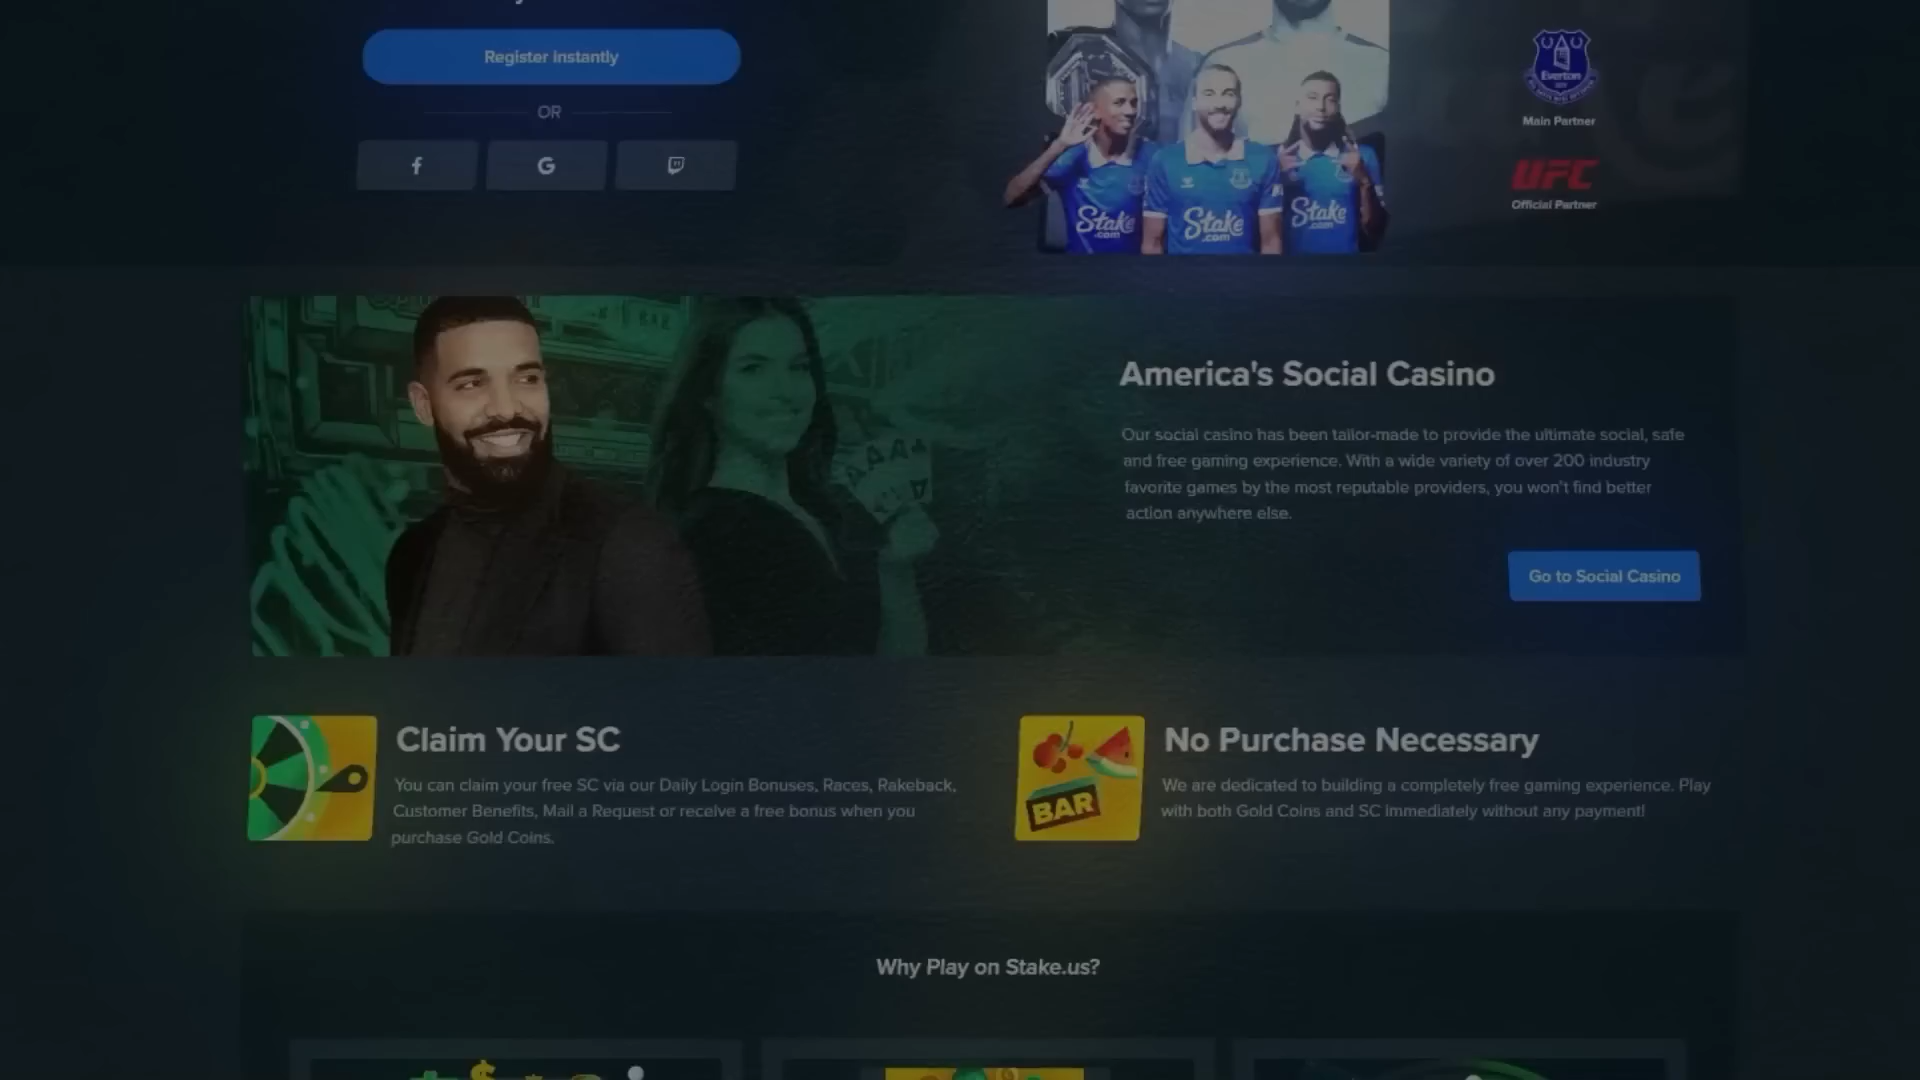 Register Instantly
OR
Everton
Main Partner
UFC
Official Partner
Stake
.com
Stake
.com
Stake
.com
America's Social Casino
Our social casino has been tailor-made to provide the ultimate social, safe
and free gaming experience. With a wide variety of over 200 industry
favorite games by the most reputable providers, you won't find better
action anywhere else.
Go to Social Casino
Claim Your SC
You can claim your free SC via our Daily Login Bonuses, Races, Rakeback,
Customer Benefits, Mail a Request or receive a free bonus when you
purchase Gold Coins.
BAR
No Purchase Necessary
We are dedicated to building a completely free gaming experience. Play
with both Gold Coins and SC immediately without any payment!
Why Play on Stake.us?